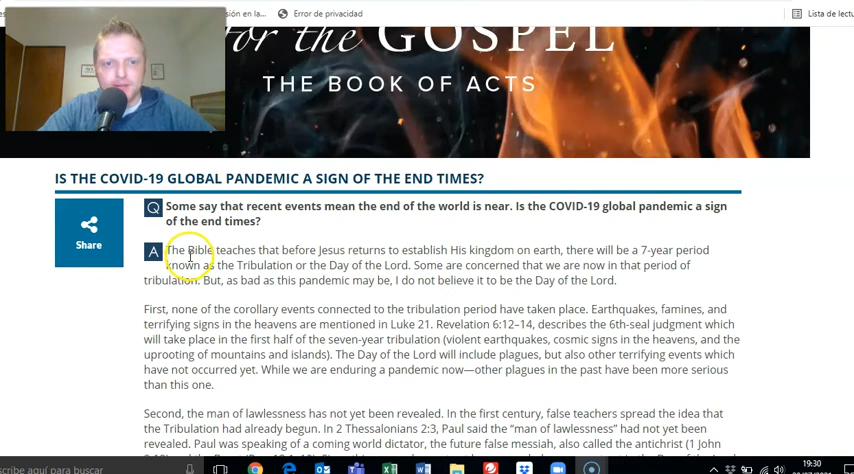 sión en la...
Error de privacidad
Lista de lectu
for the GOSPEL
THE BOOK OF ACTS
IS THE COVID-19 GLOBAL PANDEMIC A SIGN OF THE END TIMES?
Share
Q Some say that recent events mean the end of the world is near. Is the COVID-19 global pandemic a sign
of the end times?
A The Bible teaches that before Jesus returns to establish His kingdom on earth, there will be a 7-year period
known as the Tribulation or the Day of the Lord. Some are concerned that we are now in that period of
tribulation. But, as bad as this pandemic may be, I do not believe it to be the Day of the Lord.
First, none of the corollary events connected to the tribulation period have taken place. Earthquakes, famines, and
terrifying signs in the heavens are mentioned in Luke 21. Revelation 6:12–14, describes the 6th-seal judgment which
will take place in the first half of the seven-year tribulation (violent earthquakes, cosmic signs in the heavens, and the
uprooting of mountains and islands). The Day of the Lord will include plagues, but also other terrifying events which
have not occurred yet. While we are enduring a pandemic now—other plagues in the past have been more serious
than this one.
Second, the man of lawlessness has not yet been revealed. In the first century, false teachers spread the idea that
the Tribulation had already begun. In 2 Thessalonians 2:3, Paul said the “man of lawlessness” had not yet been
revealed. Paul was speaking of a coming world dictator, the future false messiah, also called the antichrist (1 John
scribe aquí para buscar
19:30